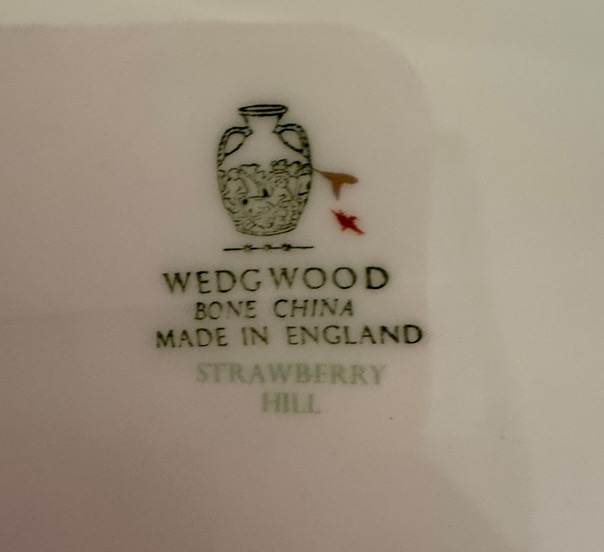 WEDGWOOD
BONE CHINA
MADE IN ENGLAND
STRAWBERRY
HILL